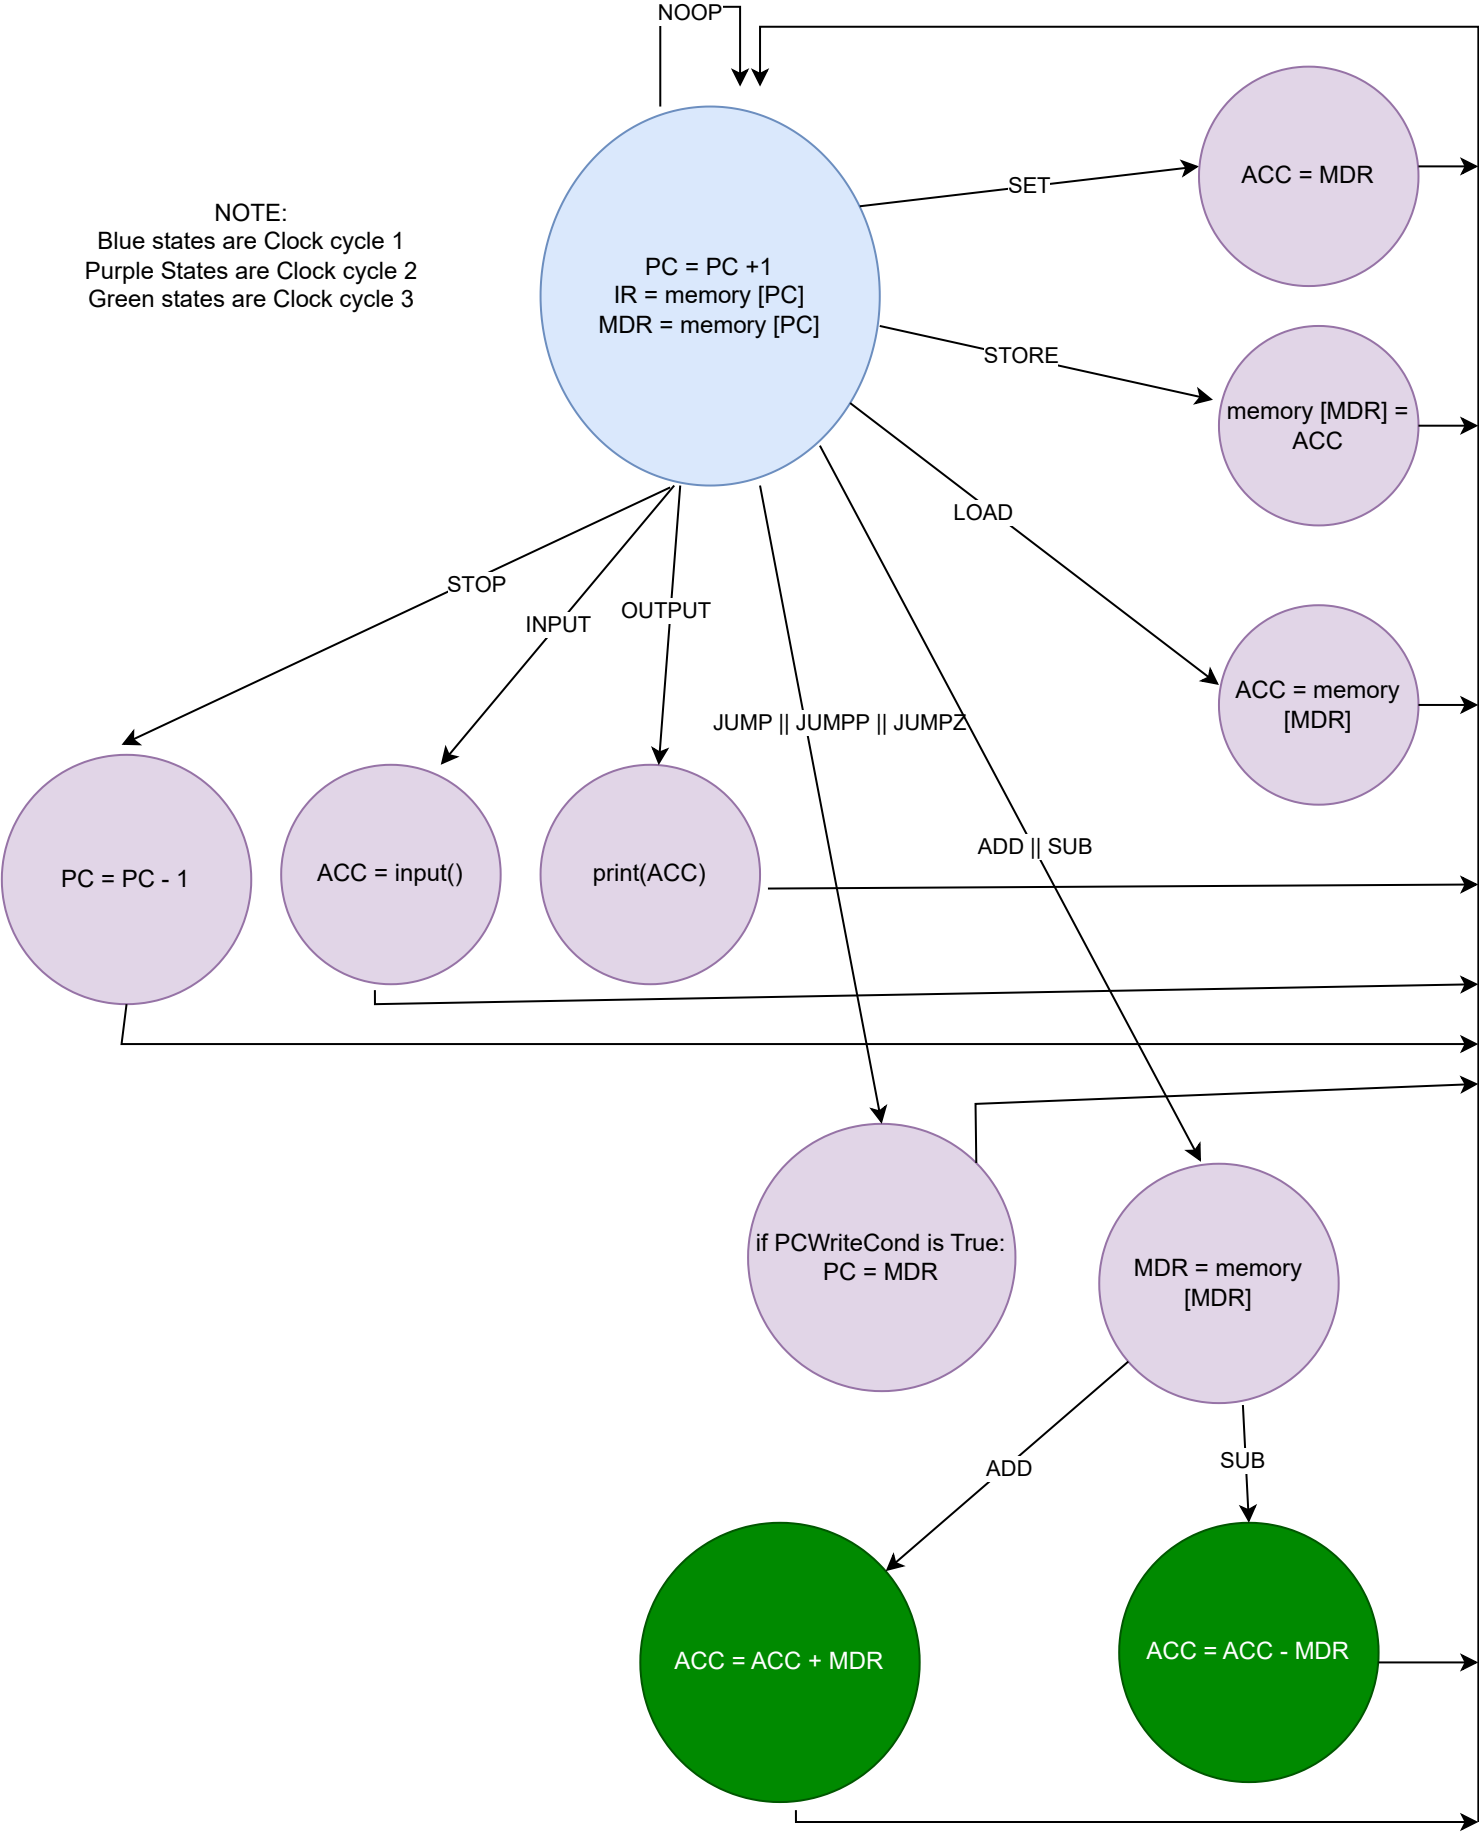 NOOP
SET
ACC = MDR
NOTE:
Blue states are Clock cycle 1
Purple States are Clock cycle 2
Green states are Clock cycle 3
PC = PC +1
IR = memory [PC]
MDR = memory [PC]
STORE
memory [MDR] =
ACC
LOAD
STOP
INPUT
OUTPUT
ACC = memory
[MDR]
JUMP || JUMPP || JUMPZ
ADD || SUB
PC = PC - 1
ACC = input()
print(ACC)
if PCWriteCond is True:
PC = MDR
MDR = memory
[MDR]
ADD
SUB
ACC = ACC + MDR
ACC = ACC - MDR